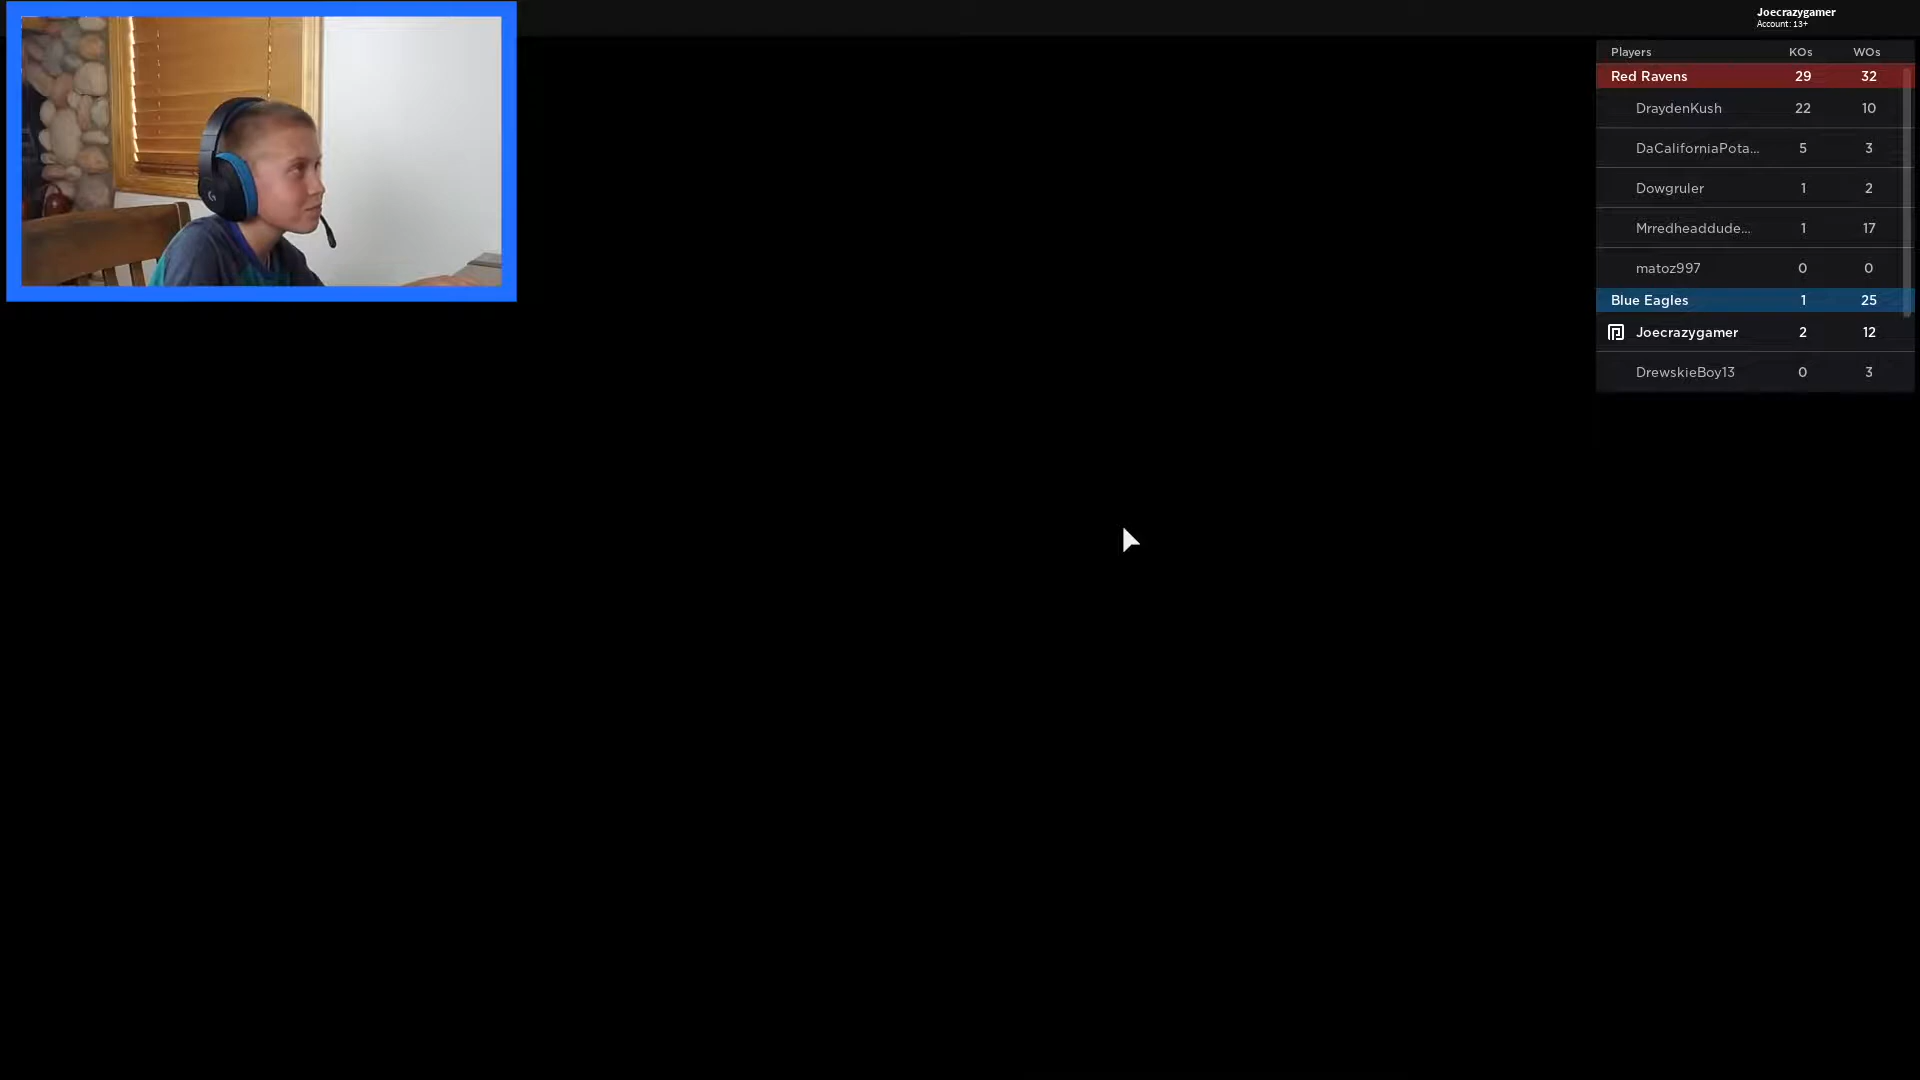 Joecrazygamer
Account: 13+
Players KOs WOs
Red Ravens 29 32
DraydenKush 22 10
DaCaliforniaPota... 5 3
Dowgruler 1 2
Mrredheaddude... 1 17
matoz997 0 0
Blue Eagles 1 25
Joecrazygamer 2 12
DrewskieBoy13 0 3